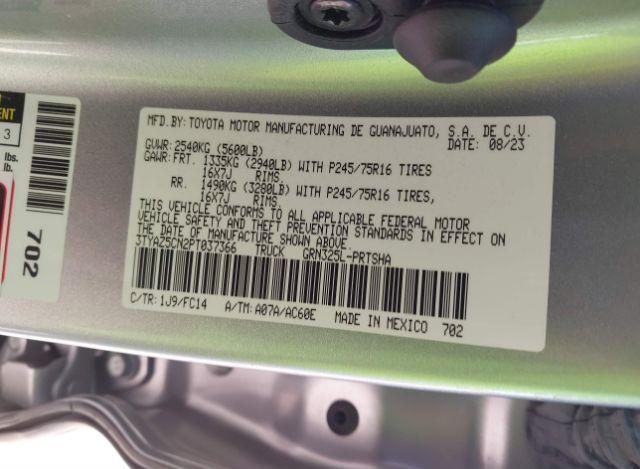 MFD.BY:TOYOTA MOTOR MANUFACTURING DE GUANAJUATO, S.A. DE C.V.
DATE: 08/23
GVWR:2540KG (5600LB)
GAWR:FRT. 1335KG (2940LB) WITH P245/75R16 TIRES
16X7J RIMS.
RR. 1490KG (3280LB) WITH P245/75R16 TIRES,
16X7J RIMS.
THIS VEHICLE CONFORMS TO ALL APPLICABLE FEDERAL MOTOR
VEHICLE SAFETY AND THEFT PREVENTION STANDARDS IN EFFECT ON
THE DATE OF MANUFACTURE SHOWN ABOVE.
3TYAZ5CN2PT037366 TRUCK GRN325L-PRTSHA
C/TR:1J9/FC14 A/TM:A07A/AC60E MADE IN MEXICO 702
3
lbs.
lbs.
702